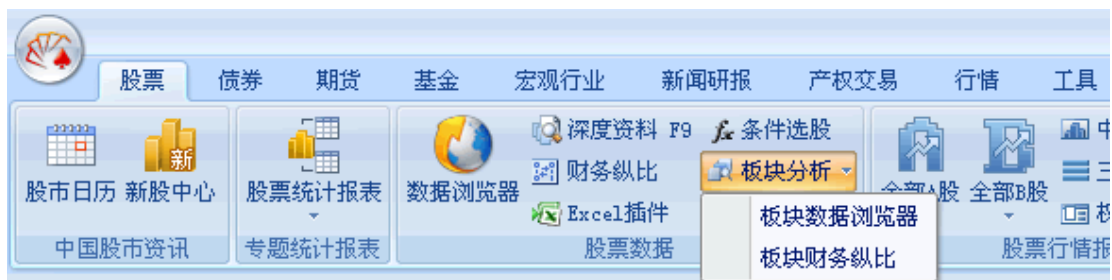 股票 债券 期货 基金 宏观行业 新闻研报 产权交易 行情 工具
深度资料 F9 条件选股
新
财务纵比 板块分析
股市日历 新股中心 股票统计报表 数据浏览器 全部A股 全部B股
Excel插件 板块数据浏览器
中国股市资讯 专题统计报表 股票数据 板块财务纵比